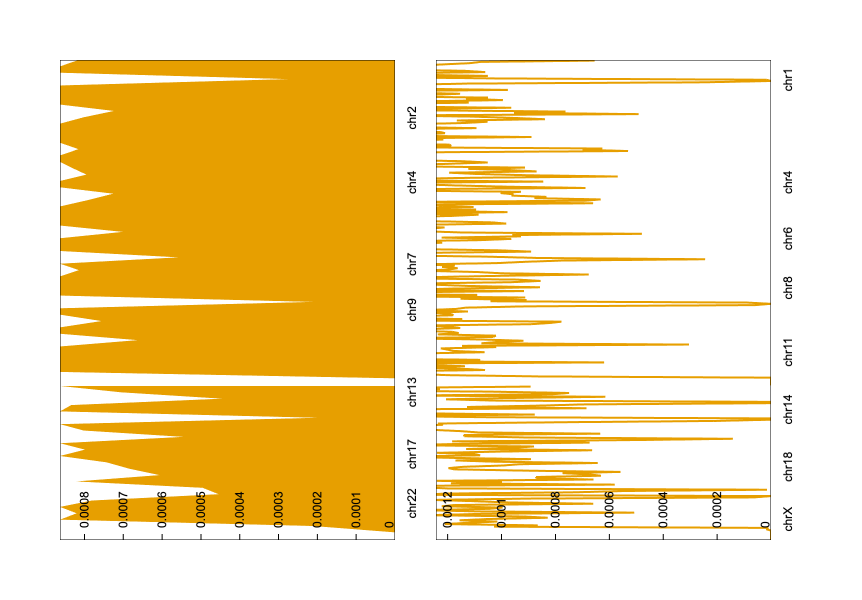 chr2
chr4
chr7
chr9
chr13
chr17
chr22
0.0008
0.0007
0.0006
0.0005
0.0004
0.0003
0.0002
0.0001
0
chr1
chr4
chr6
chr8
chr11
chr14
chr18
chrX
0.0012
0.001
0.0008
0.0006
0.0004
0.0002
0